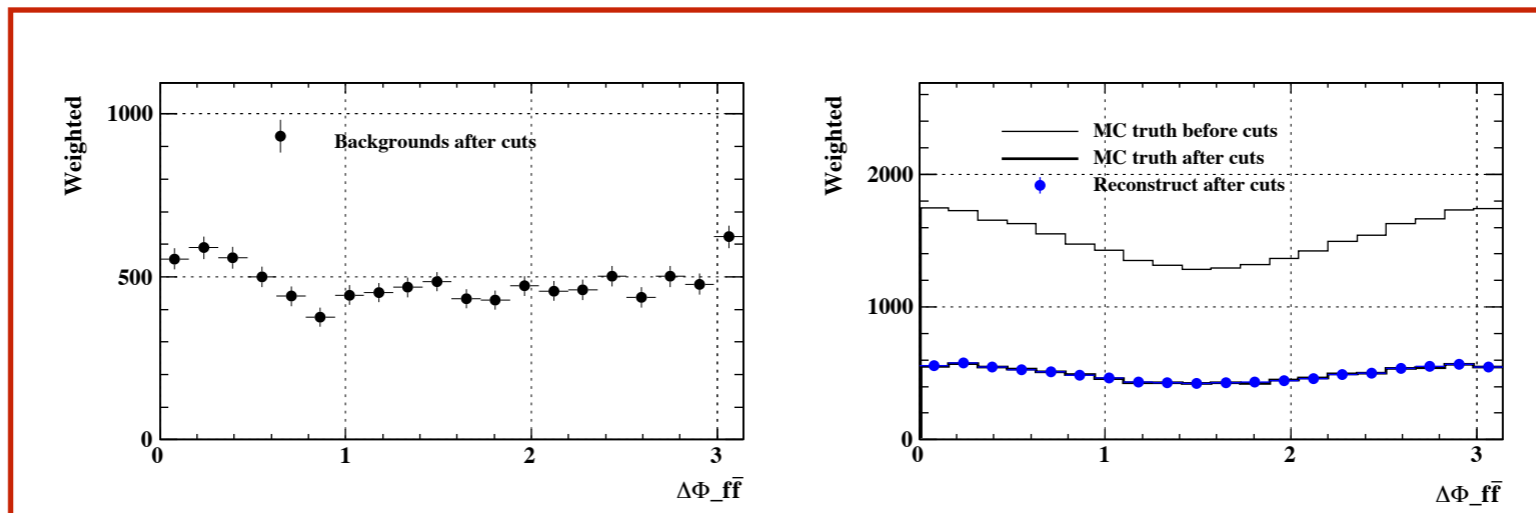 Weighted
1000
500
0
0
1
2
3
Backgrounds after cuts
ΔΦ_ff̄
Weighted
2000
1000
0
0
1
2
3
MC truth before cuts
MC truth after cuts
Reconstruct after cuts
ΔΦ_ff̄